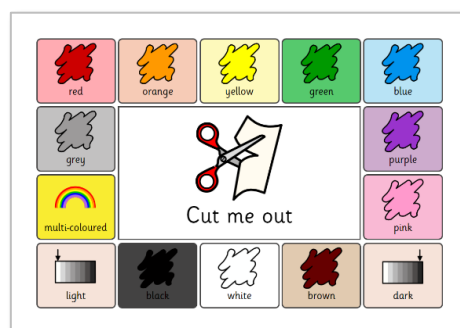 red
orange
yellow
green
blue
grey
purple
multi-coloured
Cut me out
pink
light
black
white
brown
dark